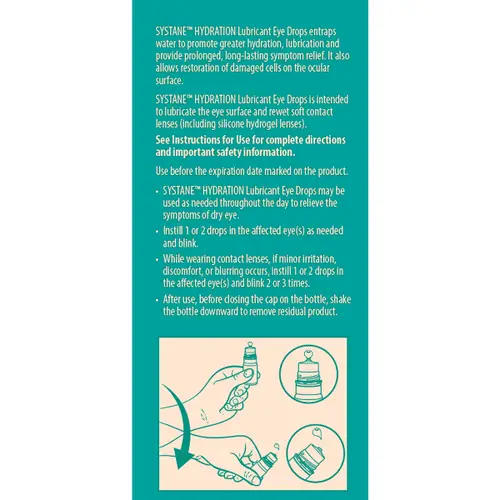 SYSTANE™ HYDRATION Lubricant Eye Drops entraps
water to promote greater hydration, lubrication and
provide prolonged, long-lasting symptom relief. It also
allows restoration of damaged cells on the ocular
surface.
SYSTANE™ HYDRATION Lubricant Eye Drops is intended
to lubricate the eye surface and rewet soft contact
lenses (including silicone hydrogel lenses).
See Instructions for Use for complete directions
and important safety information.
Use before the expiration date marked on the product.
• SYSTANE™ HYDRATION Lubricant Eye Drops may be
used as needed throughout the day to relieve the
symptoms of dry eye.
• Instill 1 or 2 drops in the affected eye(s) as needed
and blink.
• While wearing contact lenses, if minor irritation,
discomfort, or blurring occurs, instill 1 or 2 drops in
the affected eye(s) and blink 2 or 3 times.
• After use, before closing the cap on the bottle, shake
the bottle downward to remove residual product.